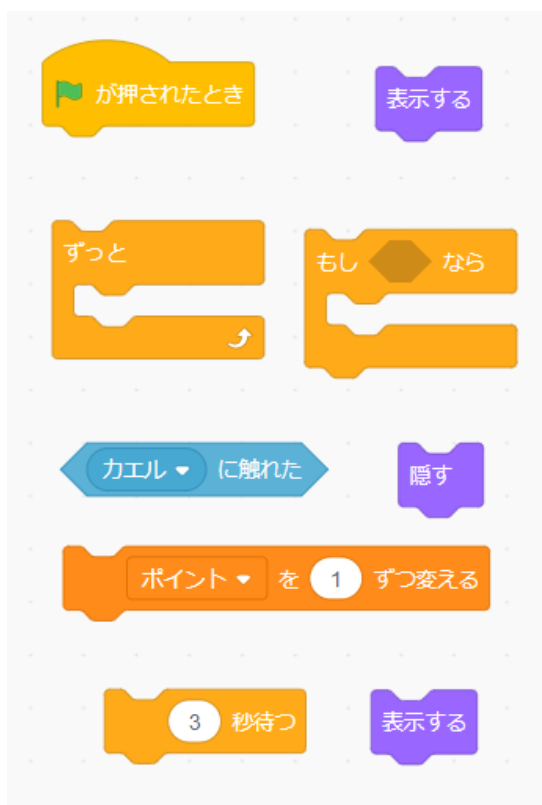 が押されたとき
表示する
ずっと
もし なら
カエル に触れた
隠す
ポイント を 1 ずつ変える
3 秒待つ
表示する